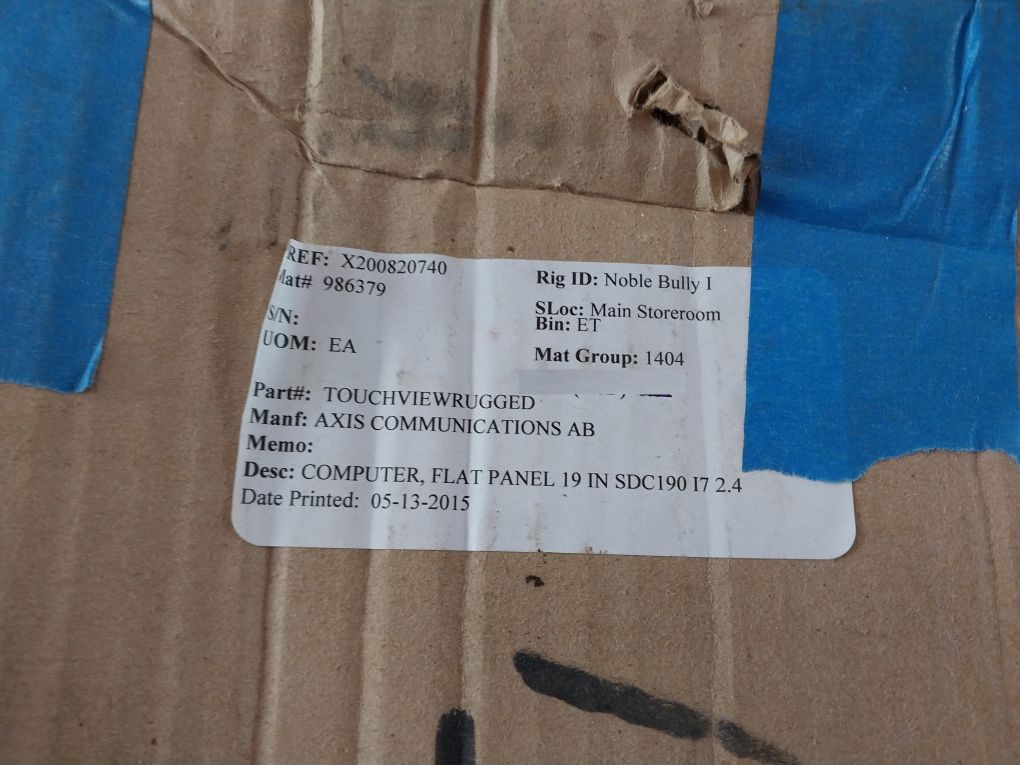 REF: X200820740
Mat# 986379
S/N:
UOM: EA
Rig ID: Noble Bully I
SLoc: Main Storeroom
Bin: ET
Mat Group: 1404
Part#: TOUCHVIEWRUGGED
Manf: AXIS COMMUNICATIONS AB
Memo:
Desc: COMPUTER, FLAT PANEL 19 IN SDC190 I7 2.4
Date Printed: 05-13-2015